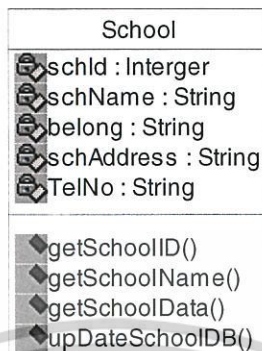 School
schId : Interger
schName : String
belong : String
schAddress : String
TelNo : String
getSchoolID()
getSchoolName()
getSchoolData()
upDateSchoolDB()